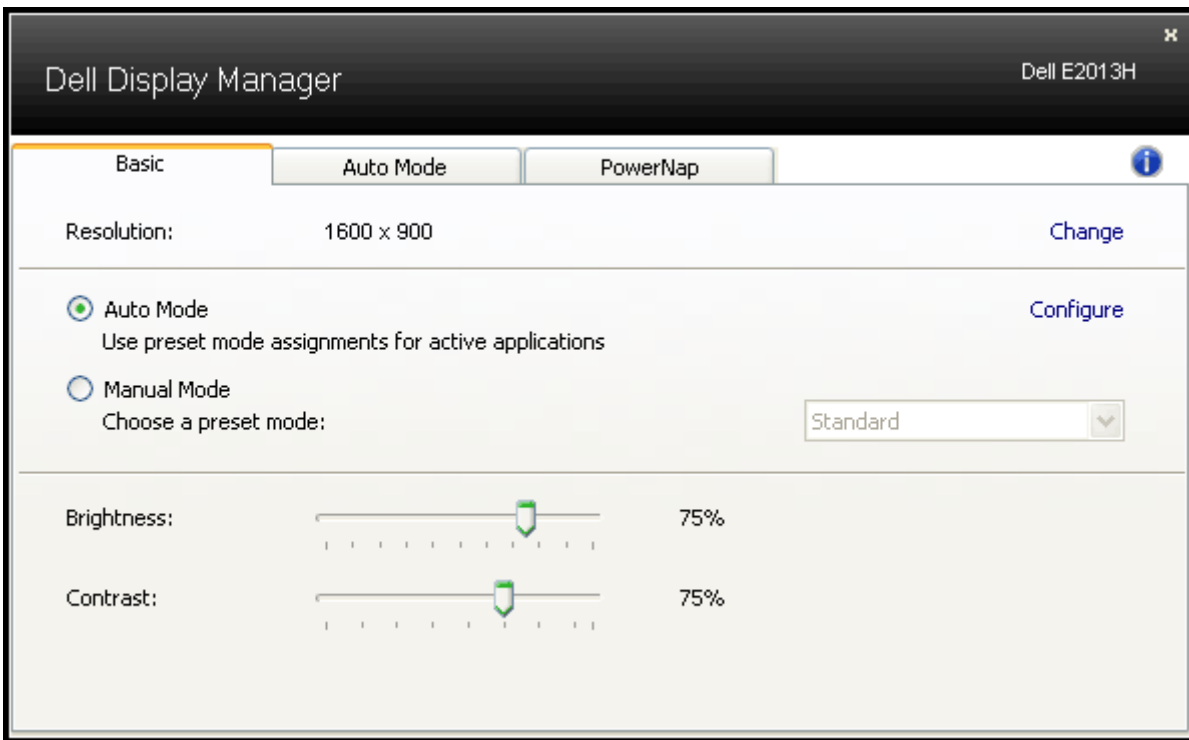 Dell Display Manager
Dell E2013H
Basic
Auto Mode
PowerNap
Resolution:
1600 x 900
Change
Auto Mode
Configure
Use preset mode assignments for active applications
Manual Mode
Choose a preset mode:
Standard
Brightness:
75%
Contrast:
75%